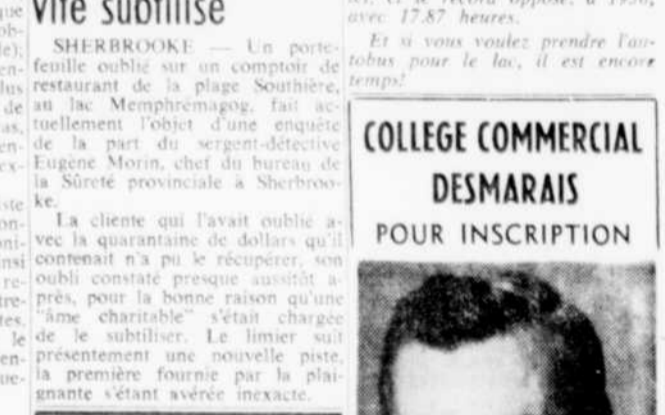 Vite subtilisé
SHERBROOKE — Un porte-
feuille oublié sur un comptoir de
restaurant de la plage Southière,
au lac Memphrémagog, fait ac-
tuellement l'objet d'une enquête
de la part du sergent-détective
Eugène Morin, chef du bureau de
la Sûreté provinciale à Sherbroo-
ke.
La cliente qui l'avait oublié a-
vec la quarantaine de dollars qu'il
contenait n'a pu le récupérer, son
oubli constaté presque aussitôt a-
près, pour la bonne raison qu'une
"âme charitable" s'était chargée
de le subtiliser. Le limier suit
présentement une nouvelle piste,
la première fournie par la plai-
gnante s'étant avérée inexacte.
avec 17.87 heures.
Et si vous voulez prendre l'au-
tobus pour le lac, il est encore
temps!
COLLEGE COMMERCIAL
DESMARAIS
POUR INSCRIPTION